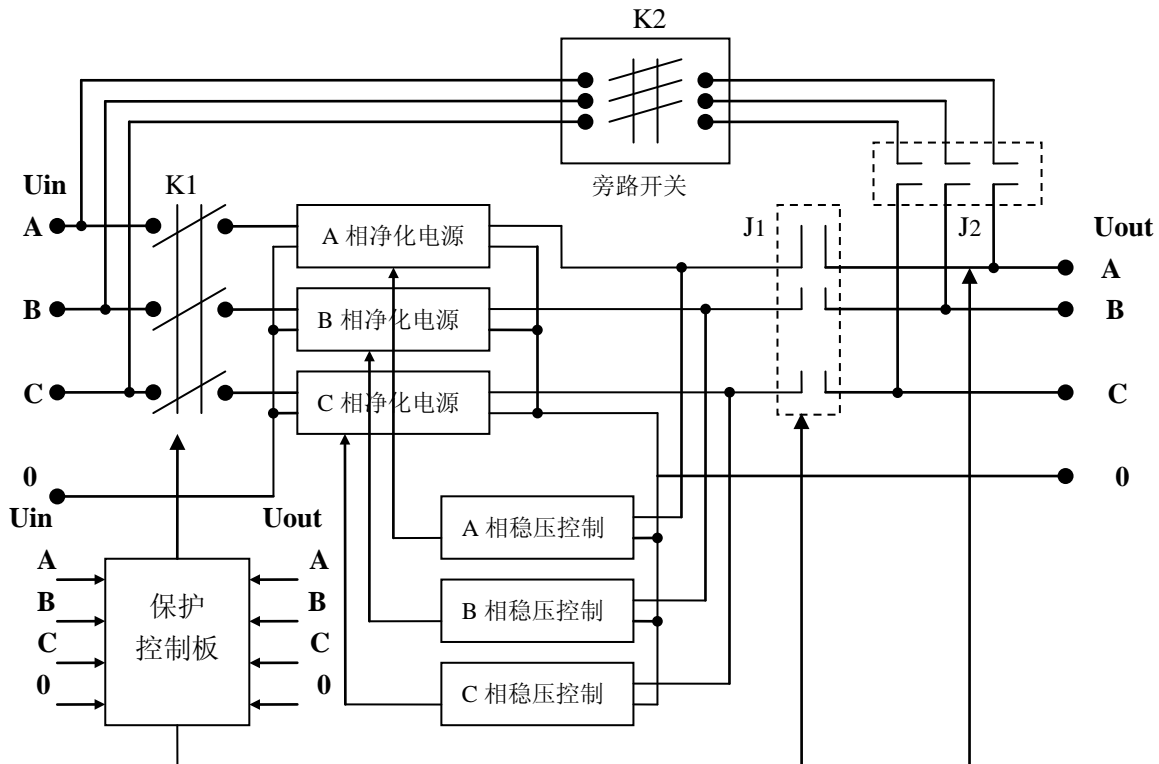 K2
旁路开关
Uin
K1
A
A 相净化电源
J1
J2
Uout
A
B
B 相净化电源
B
C
C 相净化电源
C
0
0
Uin
Uout
A 相稳压控制
A
B
C
0
保护
控制板
A
B
C
0
B 相稳压控制
C 相稳压控制